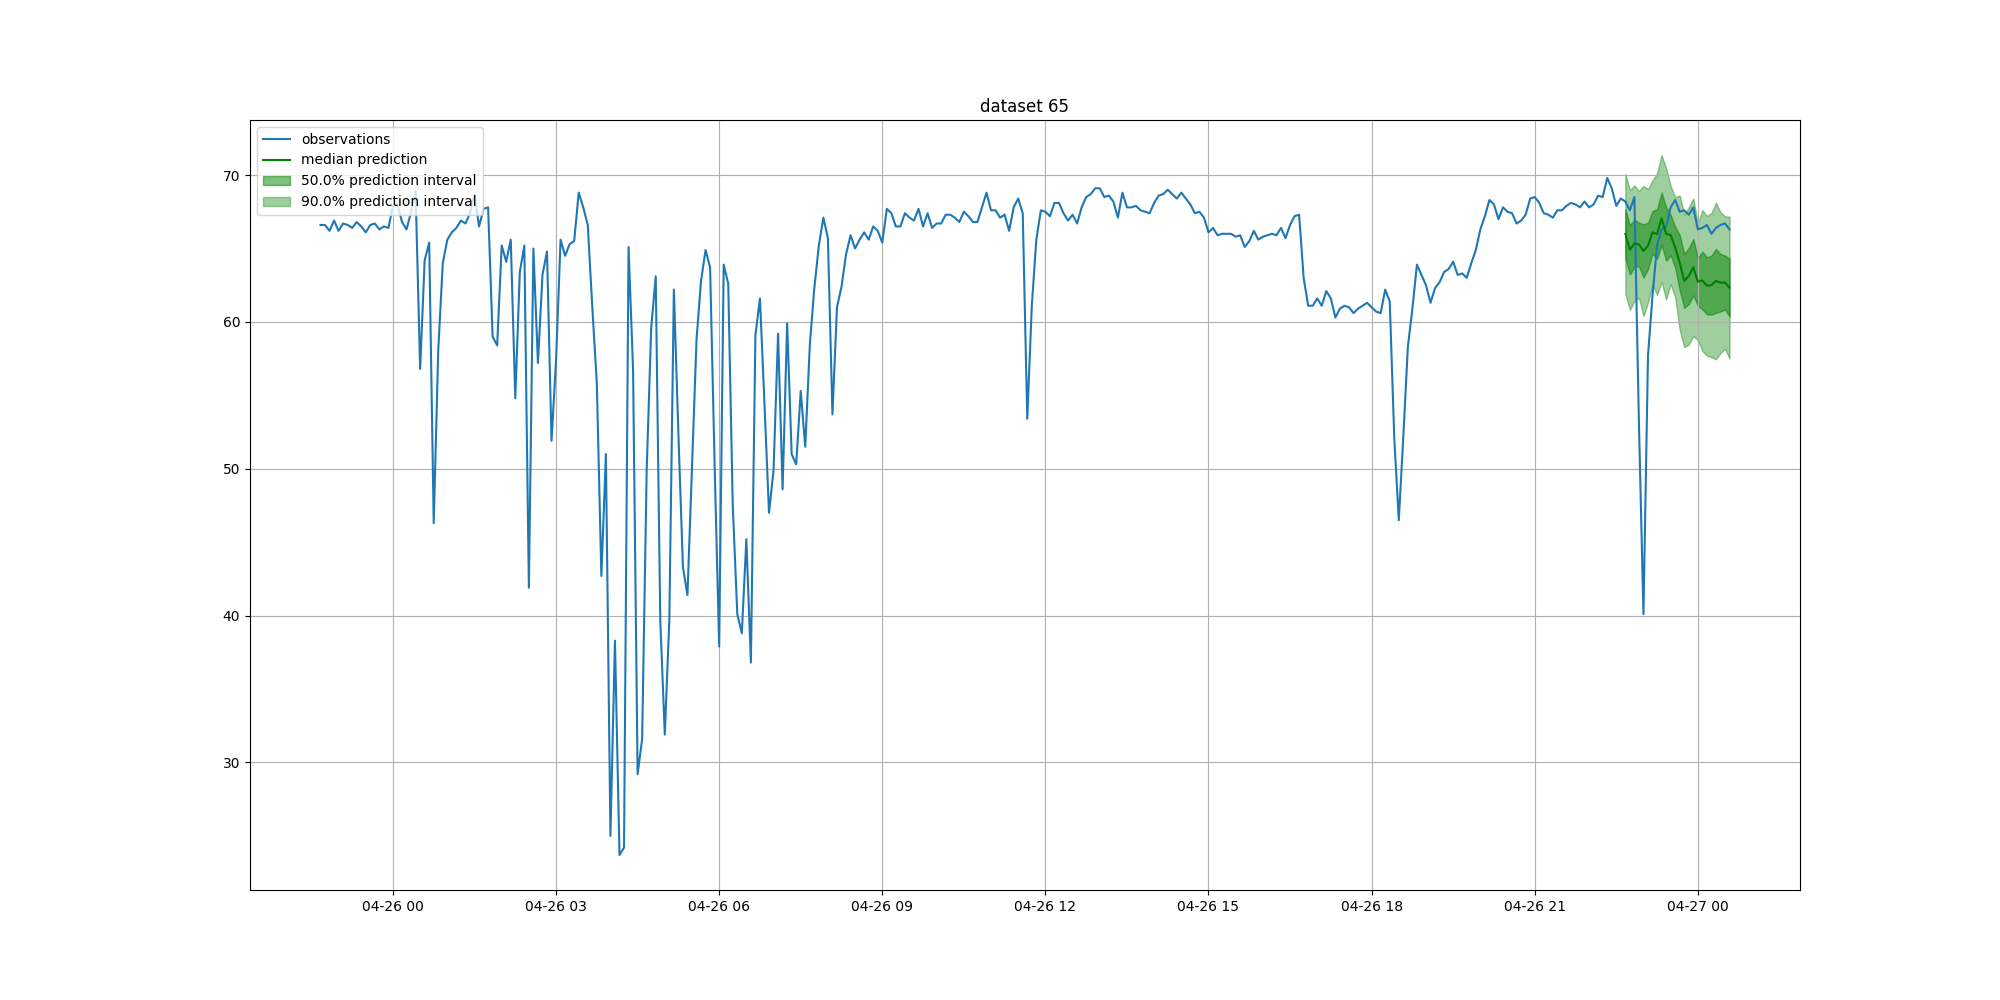 dataset 65
observations
median prediction
50.0% prediction interval
90.0% prediction interval
70
60
50
40
30
04-26 00 04-26 03 04-26 06 04-26 09 04-26 12 04-26 15 04-26 18 04-26 21 04-27 00